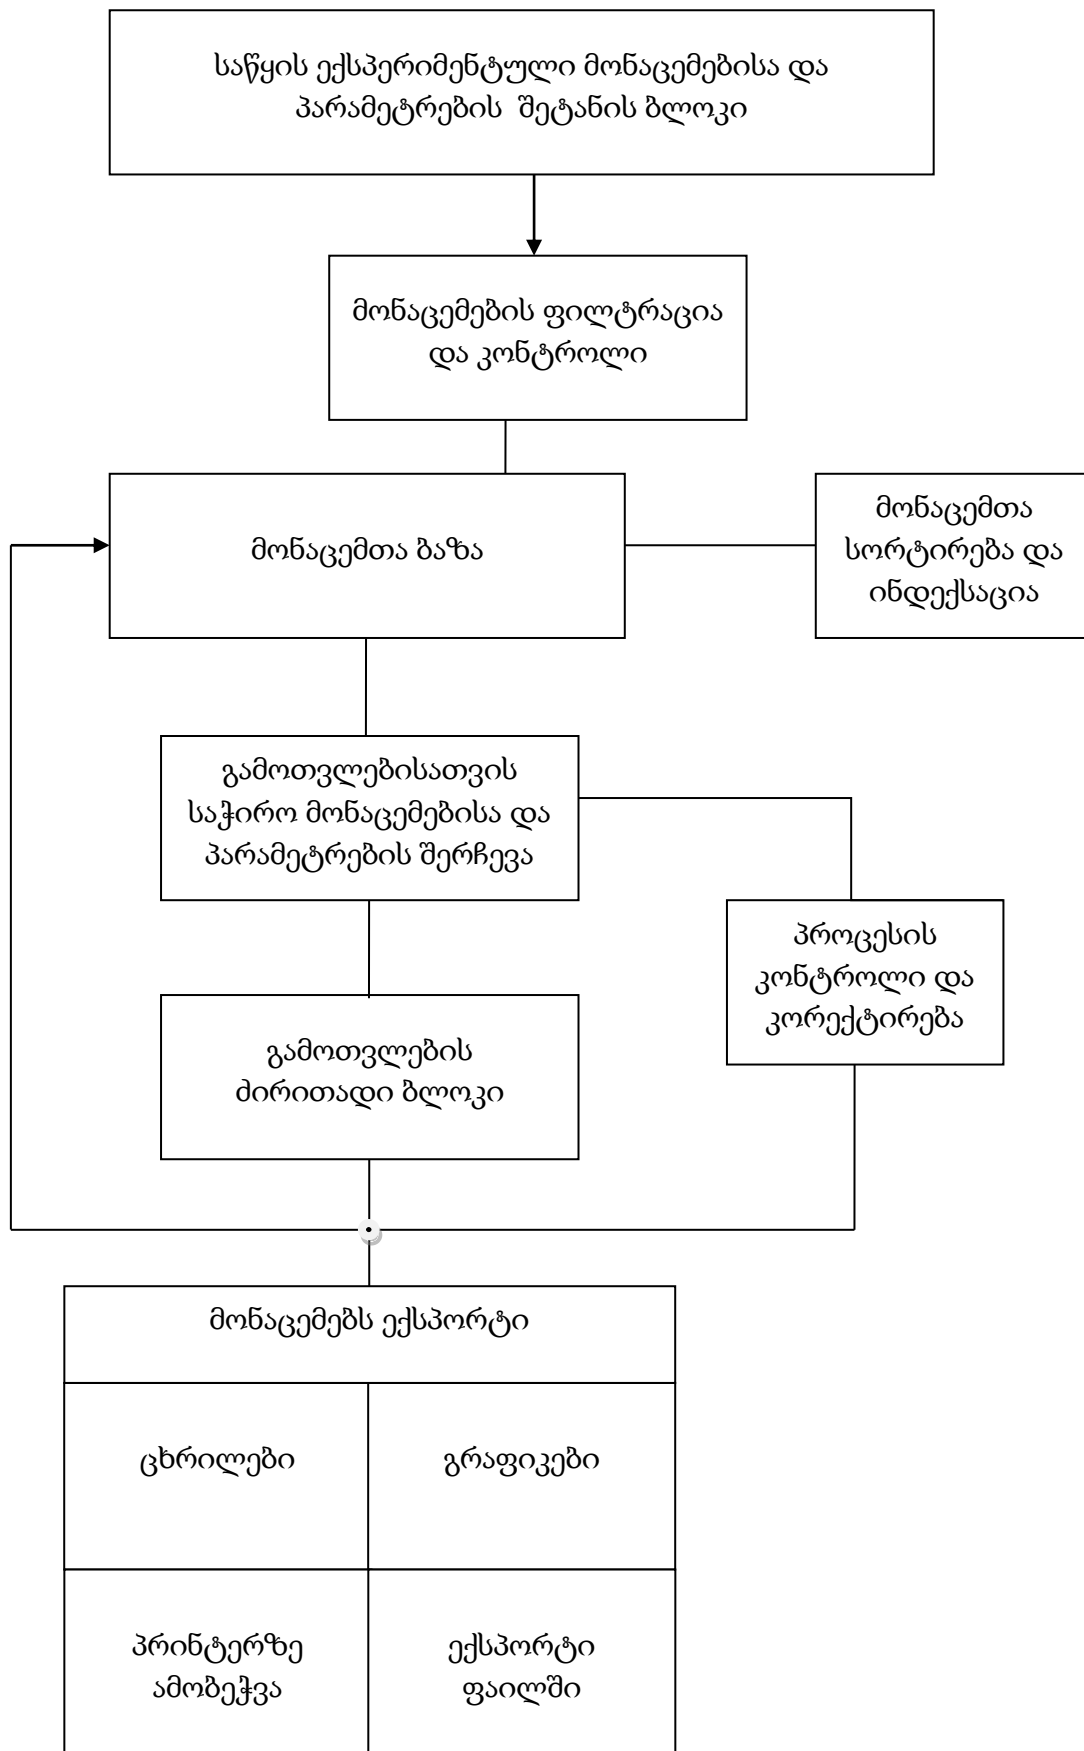 საწყის ექსპერიმენტული მონაცემებისა და
პარამეტრების შეტანის ბლოკი
მონაცემების ფილტრაცია
და კონტროლი
მონაცემთა ბაზა
მონაცემთა
სორტირება და
ინდექსაცია
გამოთვლებისათვის
საჭირო მონაცემებისა და
პარამეტრების შერჩევა
პროცესის
კონტროლი და
კორექტირება
გამოთვლების
ძირითადი ბლოკი
მონაცემებს ექსპორტი
ცხრილები
გრაფიკები
პრინტერზე
ამობეჭვა
ექსპორტი
ფაილში